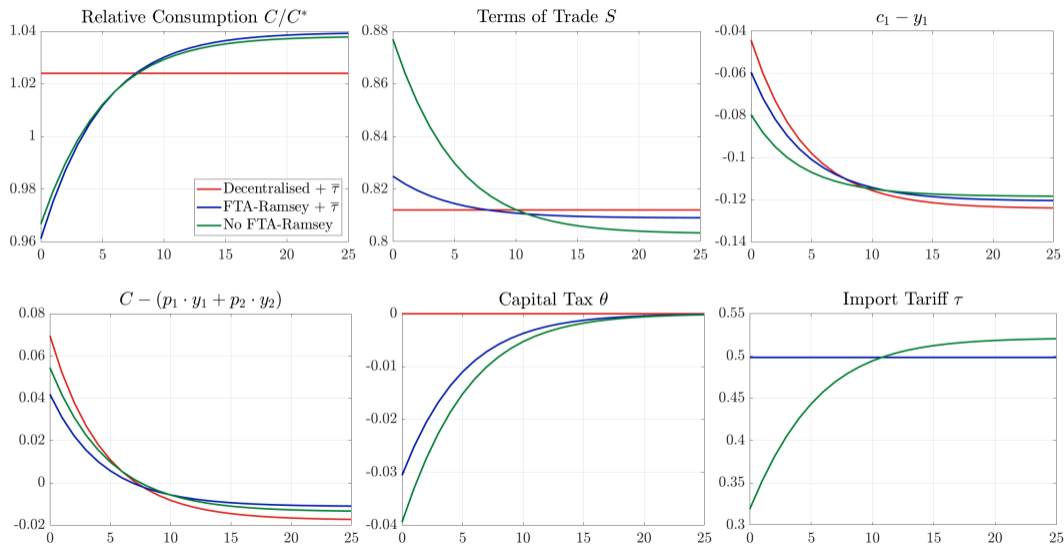 Relative Consumption C/C*
1.04
1.02
1
0.98
0.96
0 5 10 15 20 25
Decentralised + τ̅
FTA-Ramsey + τ̅
No FTA-Ramsey
Terms of Trade S
0.88
0.86
0.84
0.82
0.8
0 5 10 15 20 25
c₁ − y₁
-0.04
-0.06
-0.08
-0.1
-0.12
-0.14
0 5 10 15 20 25
C − (p₁ · y₁ + p₂ · y₂)
0.08
0.06
0.04
0.02
0
-0.02
0 5 10 15 20 25
Capital Tax θ
0
-0.01
-0.02
-0.03
-0.04
0 5 10 15 20 25
Import Tariff τ
0.55
0.5
0.45
0.4
0.35
0.3
0 5 10 15 20 25